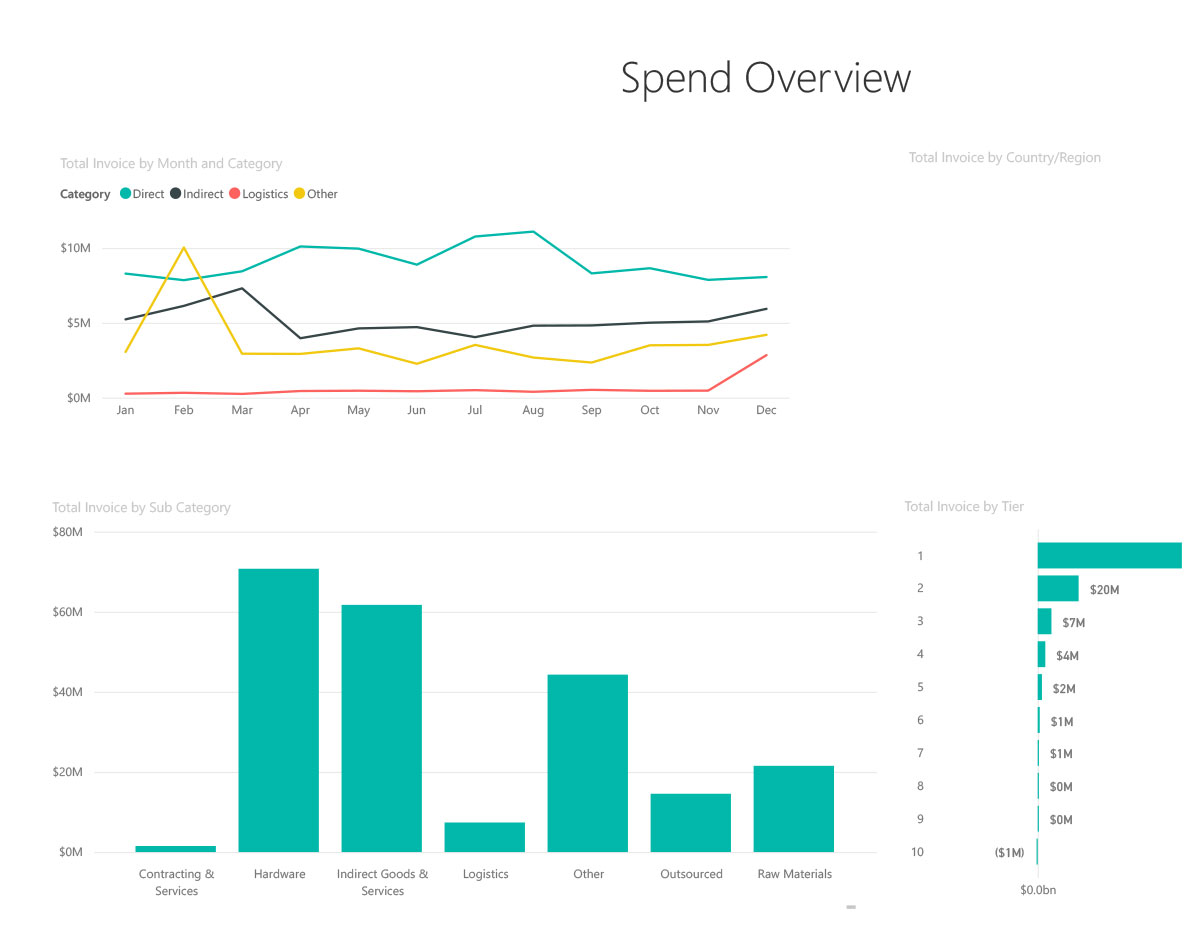 Spend Overview
Total Invoice by Month and Category
Category Direct Indirect Logistics Other
$10M
$5M
$0M
Jan Feb Mar Apr May Jun Jul Aug Sep Oct Nov Dec
Total Invoice by Country/Region
Total Invoice by Sub Category
$80M
$60M
$40M
$20M
$0M
Contracting & Hardware Indirect Goods & Logistics Other Outsourced Raw Materials
Services Services
Total Invoice by Tier
1
2 $20M
3 $7M
4 $4M
5 $2M
6 $1M
7 $1M
8 $0M
9 $0M
10 ($1M)
$0.0bn